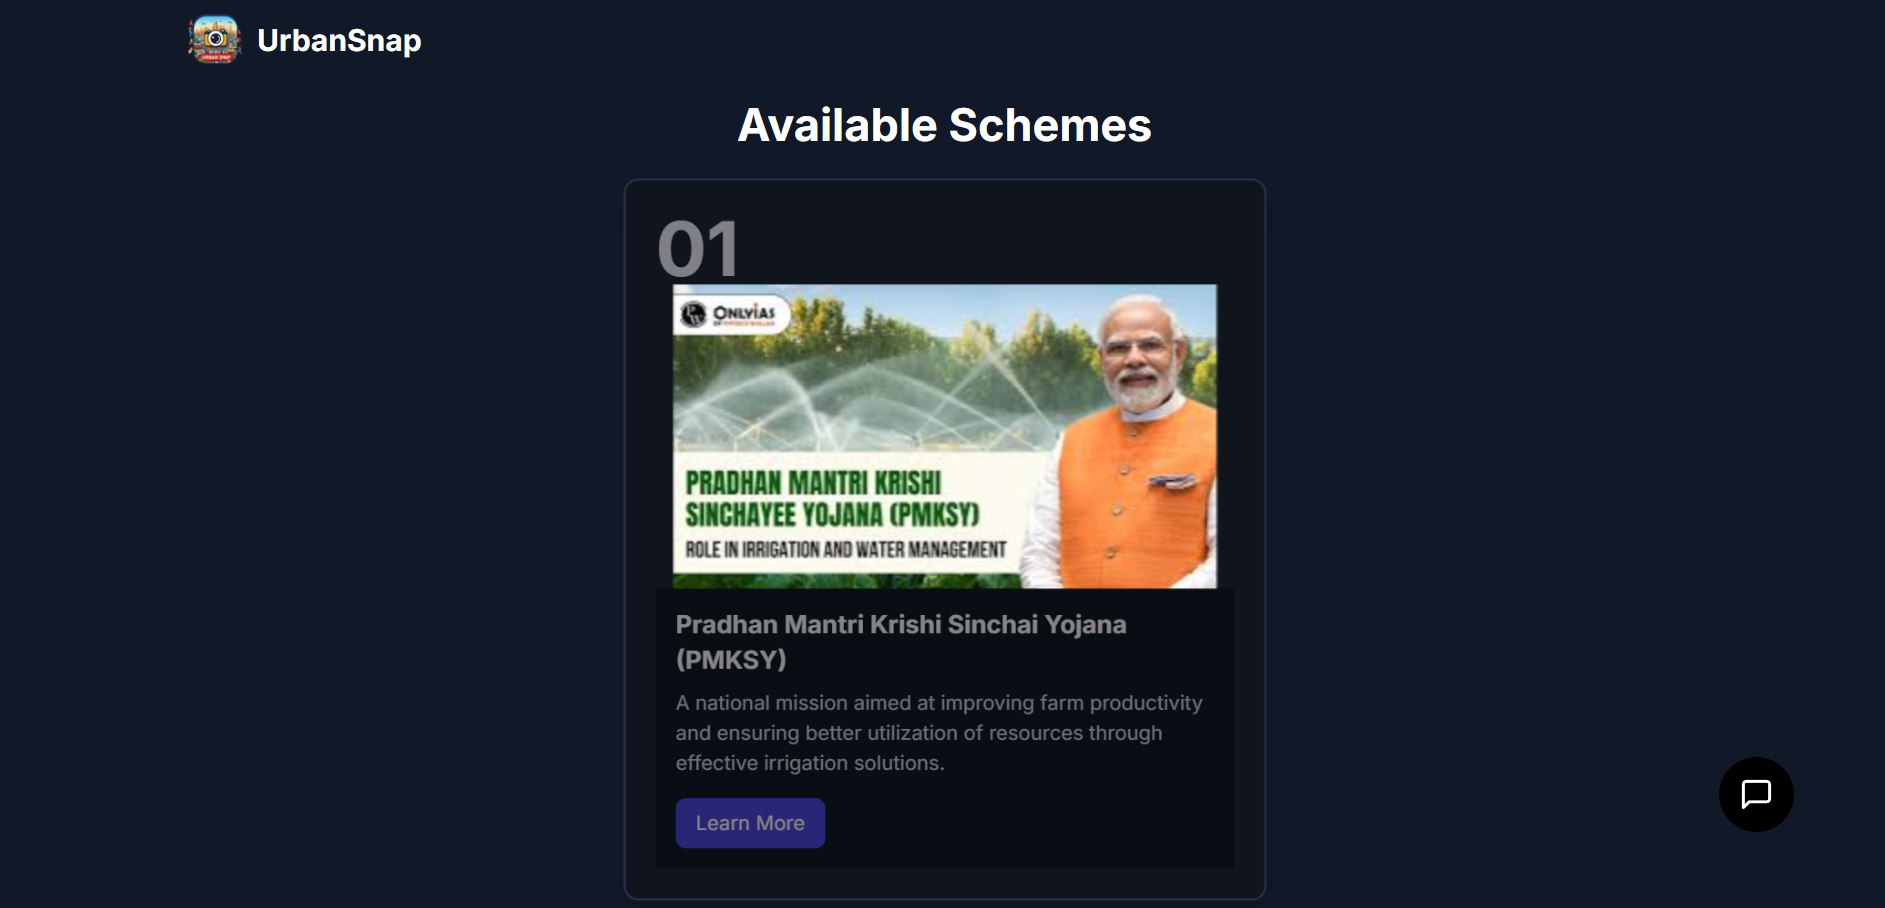 URBAN SNAP
UrbanSnap
Available Schemes
01
ONLYIAS
PRADHAN MANTRI KRISHI
SINCHAYEE YOJANA (PMKSY)
ROLE IN IRRIGATION AND WATER MANAGEMENT
Pradhan Mantri Krishi Sinchai Yojana
(PMKSY)
A national mission aimed at improving farm productivity
and ensuring better utilization of resources through
effective irrigation solutions.
Learn More